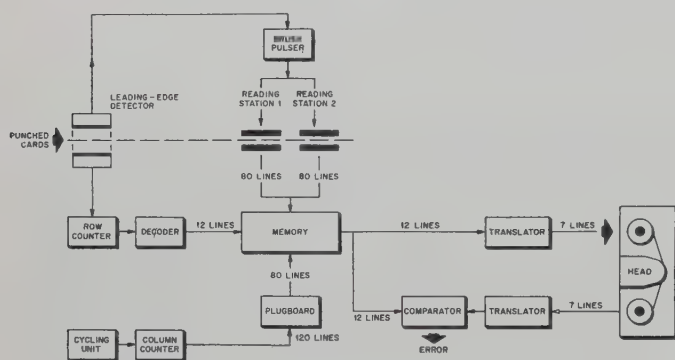 PULSER
LEADING-EDGE
DETECTOR
READING
STATION 1
READING
STATION 2
PUNCHED
CARDS
80 LINES
80 LINES
ROW
COUNTER
DECODER
12 LINES
MEMORY
12 LINES
TRANSLATOR
7 LINES
HEAD
80 LINES
PLUGBOARD
12 LINES
COMPARATOR
TRANSLATOR
7 LINES
ERROR
CYCLING
UNIT
COLUMN
COUNTER
120 LINES